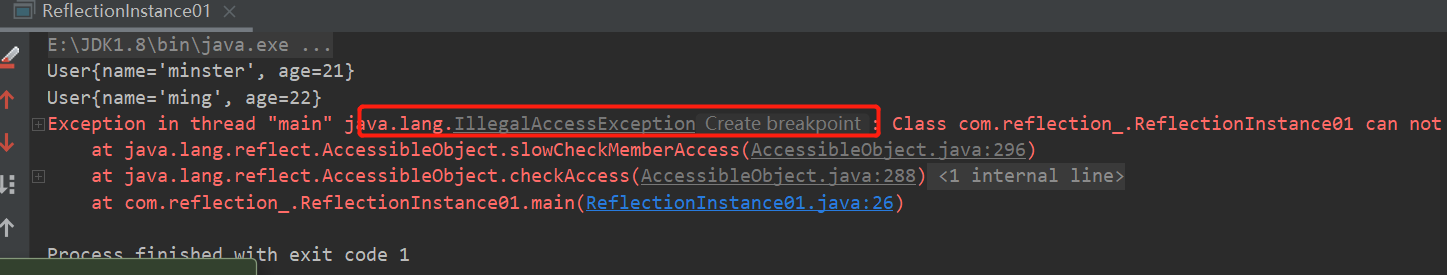 ReflectionInstance01
E:\JDK1.8\bin\java.exe ...
User{name='minster', age=21}
User{name='ming', age=22}
Exception in thread "main" java.lang.IllegalAccessException Create breakpoint : Class com.reflection_.ReflectionInstance01 can not
at java.lang.reflect.AccessibleObject.slowCheckMemberAccess(AccessibleObject.java:296)
at java.lang.reflect.AccessibleObject.checkAccess(AccessibleObject.java:288) <1 internal line>
at com.reflection_.ReflectionInstance01.main(ReflectionInstance01.java:26)
Process finished with exit code 1